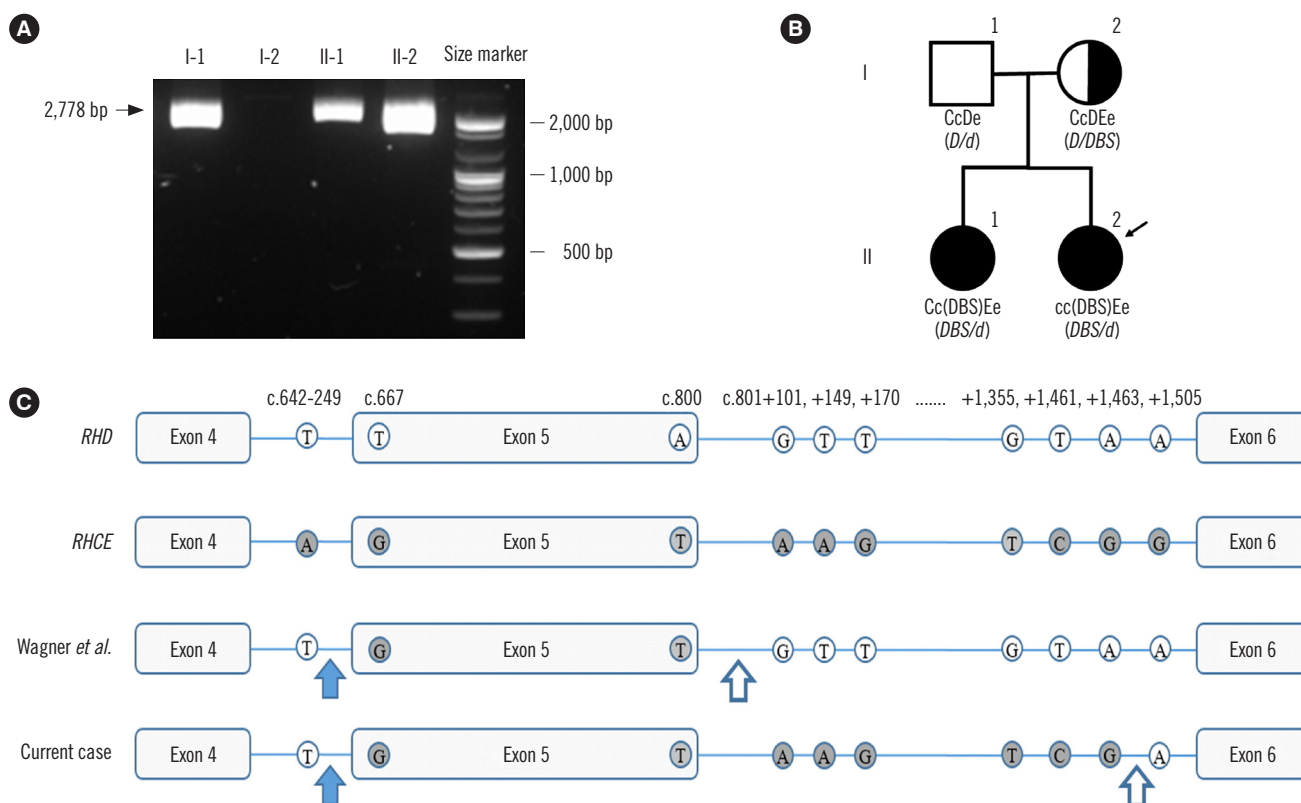 A
I-1 I-2 II-1 II-2 Size marker
2,778 bp
2,000 bp
1,000 bp
500 bp
B
1 2
I
CcDe CcDEe
(D/d) (D/DBS)
1 2
II
Cc(DBS)Ee cc(DBS)Ee
(DBS/d) (DBS/d)
C
c.642-249 c.667 c.800 c.801+101, +149, +170 ....... +1,355, +1,461, +1,463, +1,505
RHD Exon 4 T T Exon 5 A G T T G T A A Exon 6
RHCE Exon 4 A G Exon 5 T A A G T C G G Exon 6
Wagner et al. Exon 4 T G Exon 5 T G T T G T A A Exon 6
Current case Exon 4 T G Exon 5 T A A G T C G A Exon 6